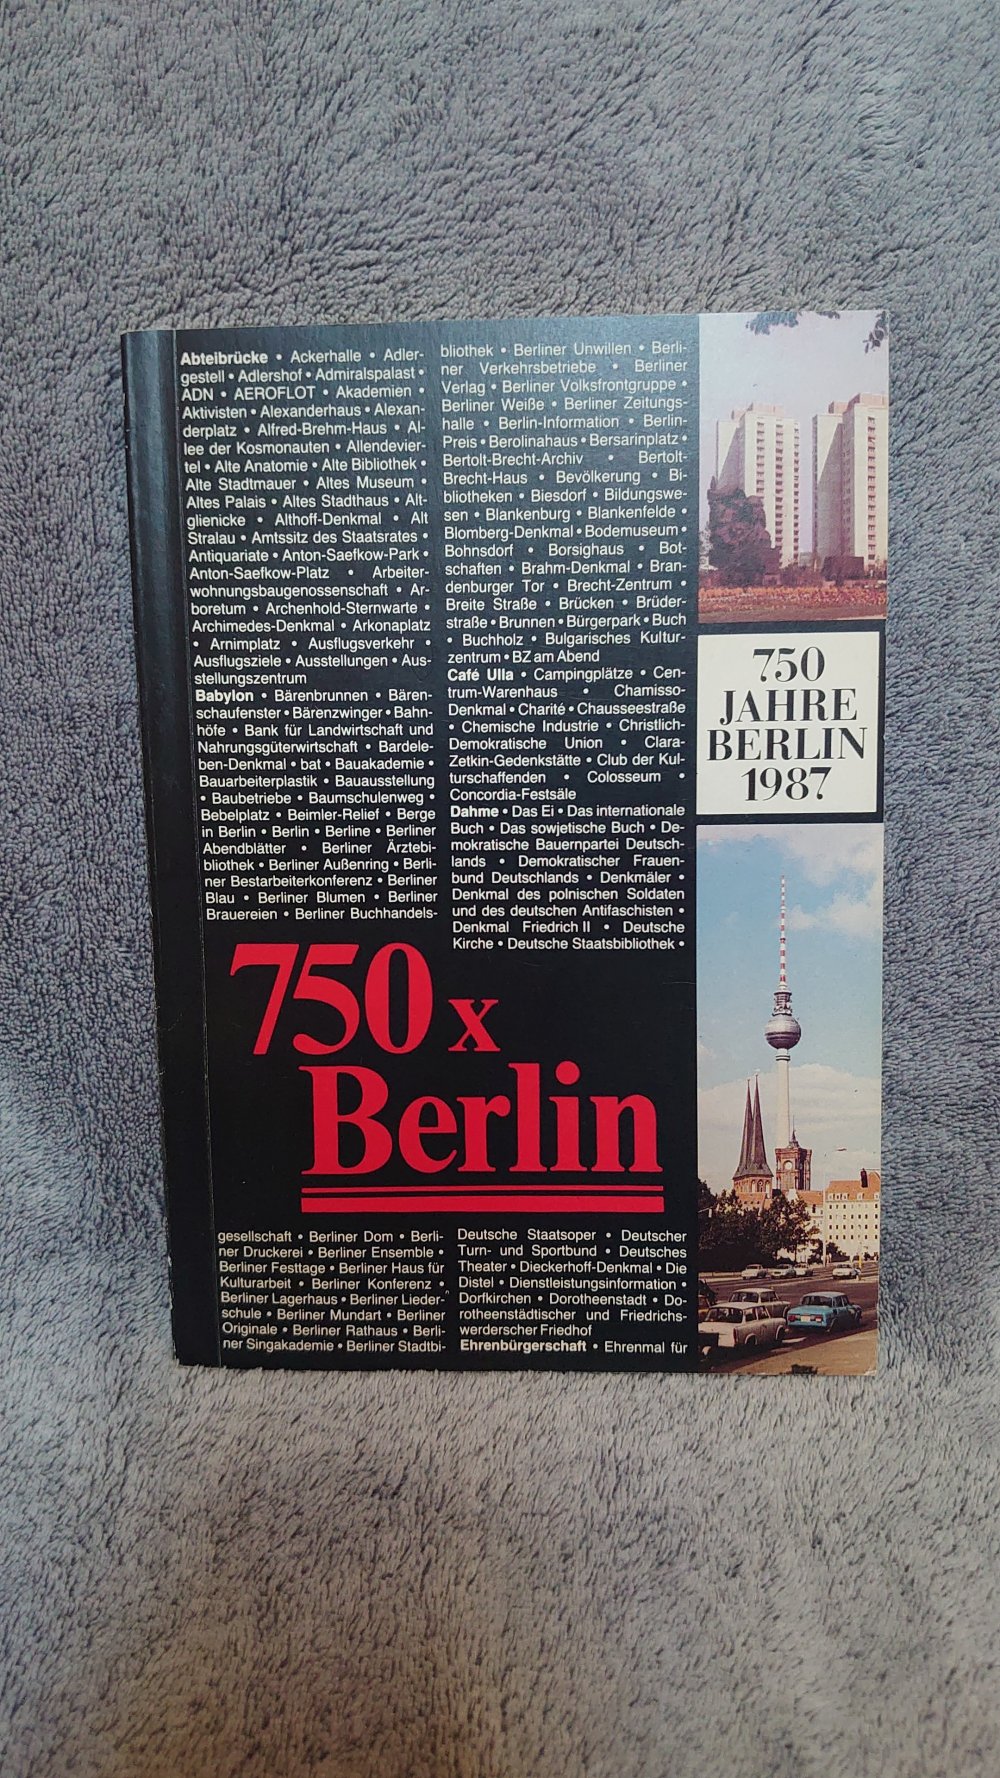 Abteibrücke • Ackerhalle • Adler-
gestell • Adlershof • Admiralspalast •
ADN • AEROFLOT • Akademien •
Aktivisten • Alexanderhaus • Alexan-
derplatz • Alfred-Brehm-Haus • Al-
lee der Kosmonauten • Allendevier-
tel • Alte Anatomie • Alte Bibliothek •
Alte Stadtmauer • Altes Museum •
Altes Palais • Altes Stadthaus • Alt-
glienicke • Althoff-Denkmal • Alt
Stralau • Amtssitz des Staatsrates •
Antiquariate • Anton-Saefkow-Park •
Anton-Saefkow-Platz • Arbeiter-
wohnungsbaugenossenschaft • Ar-
boretum • Archenhold-Sternwarte •
Archimedes-Denkmal • Arkonaplatz
• Arnimplatz • Ausflugsverkehr •
Ausflugsziele • Ausstellungen • Aus-
stellungszentrum
Babylon • Bärenbrunnen • Bären-
schaufenster • Bärenzwinger • Bahn-
höfe • Bank für Landwirtschaft und
Nahrungsgüterwirtschaft • Bardele-
ben-Denkmal • bat • Bauakademie •
Bauarbeiterplastik • Bauausstellung
• Baubetriebe • Baumschulenweg •
Bebelplatz • Beimler-Relief • Berge
in Berlin • Berlin • Berline • Berliner
Abendblätter • Berliner Ärztebi-
bliothek • Berliner Außenring • Berli-
ner Bestarbeiterkonferenz • Berliner
Blau • Berliner Blumen • Berliner
Brauereien • Berliner Buchhandels-
gesellschaft • Berliner Dom • Berli-
ner Druckerei • Berliner Ensemble •
Berliner Festtage • Berliner Haus für
Kulturarbeit • Berliner Konferenz •
Berliner Lagerhaus • Berliner Lieder-
schule • Berliner Mundart • Berliner
Originale • Berliner Rathaus • Berli-
ner Singakademie • Berliner Stadtbi-
bliothek • Berliner Unwillen • Berli-
ner Verkehrsbetriebe • Berliner
Verlag • Berliner Volksfrontgruppe •
Berliner Weiße • Berliner Zeitungs-
halle • Berlin-Information • Berlin-
Preis • Berolinahaus • Bersarinplatz •
Bertolt-Brecht-Archiv • Bertolt-
Brecht-Haus • Bevölkerung • Bi-
bliotheken • Biesdorf • Bildungswe-
sen • Blankenburg • Blankenfelde •
Blomberg-Denkmal • Bodemuseum •
Bohnsdorf • Borsighaus • Bot-
schaften • Brahm-Denkmal • Bran-
denburger Tor • Brecht-Zentrum •
Breite Straße • Brücken • Brüder-
straße • Brunnen • Bürgerpark • Buch
• Buchholz • Bulgarisches Kultur-
zentrum • BZ am Abend
Café Ulla • Campingplätze • Cen-
trum-Warenhaus • Chamisso-
Denkmal • Charité • Chausseestraße
• Chemische Industrie • Christlich-
Demokratische Union • Clara-
Zetkin-Gedenkstätte • Club der Kul-
turschaffenden • Colosseum •
Concordia-Festsäle
Dahme • Das Ei • Das internationale
Buch • Das sowjetische Buch • De-
mokratische Bauernpartei Deutsch-
lands • Demokratischer Frauen-
bund Deutschlands • Denkmäler •
Denkmal des polnischen Soldaten
und des deutschen Antifaschisten •
Denkmal Friedrich II • Deutsche
Kirche • Deutsche Staatsbibliothek •
Deutsche Staatsoper • Deutscher
Turn- und Sportbund • Deutsches
Theater • Dieckerhoff-Denkmal • Die
Distel • Dienstleistungsinformation •
Dorfkirchen • Dorotheenstadt • Do-
rotheenstädtischer und Friedrichs-
werderscher Friedhof
Ehrenbürgerschaft • Ehrenmal für
750 x
Berlin
750
JAHRE
BERLIN
1987